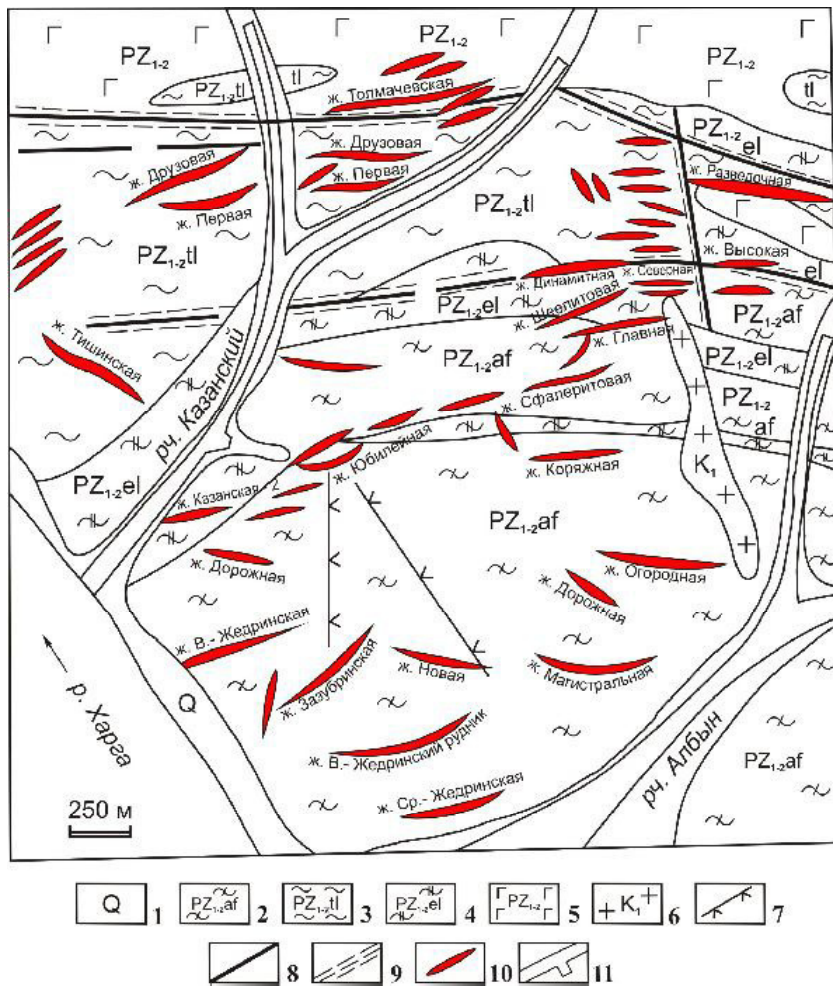 PZ₁₋₂
PZ₁₋₂
PZ₁₋₂
PZ₁₋₂tl
tl
tl
ж. Толмачевская
PZ₁₋₂el
ж. Друзовая
ж. Друзовая
ж. Первая
ж. Первая
ж. Разведочная
PZ₁₋₂tl
PZ₁₋₂tl
ж. Высокая
el
ж. Динамитная
ж. Северная
PZ₁₋₂el
ж. Шеелитовая
PZ₁₋₂af
ж. Главная
ж. Тишинская
PZ₁₋₂af
PZ₁₋₂el
рч. Казанский
ж. Сфалеритовая
PZ₁₋₂
af
ж. Юбилейная
K₁
PZ₁₋₂el
ж. Казанская
ж. Коряжная
PZ₁₋₂af
ж. Дорожная
ж. Огородная
ж. Дорожная
ж. В.- Жедринская
ж. Зазубринская
ж. Новая
ж. Магистральная
Q
р. Харга
ж. В.- Жедринский рудник
рч. Албын
PZ₁₋₂af
ж. Ср.- Жедринская
250 м
Q 1 PZ₁₋₂af 2 PZ₁₋₂tl 3 PZ₁₋₂el 4 PZ₁₋₂ 5 K₁ 6 7
8 9 10 11